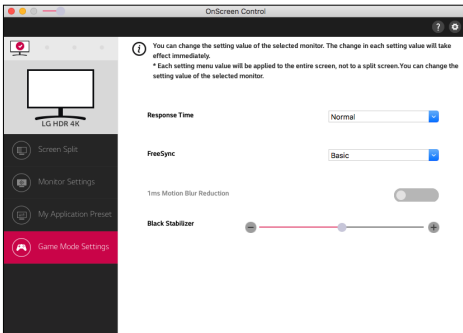 OnScreen Control
?
i
You can change the setting value of the selected monitor. The change in each setting value will take
effect immediately.
* Each setting menu value will be applied to the entire screen, not to a split screen.You can change the
setting value of the selected monitor.
LG HDR 4K
Screen Split
Monitor Settings
My Application Preset
Game Mode Settings
Response Time
Normal
FreeSync
Basic
1ms Motion Blur Reduction
Black Stabilizer